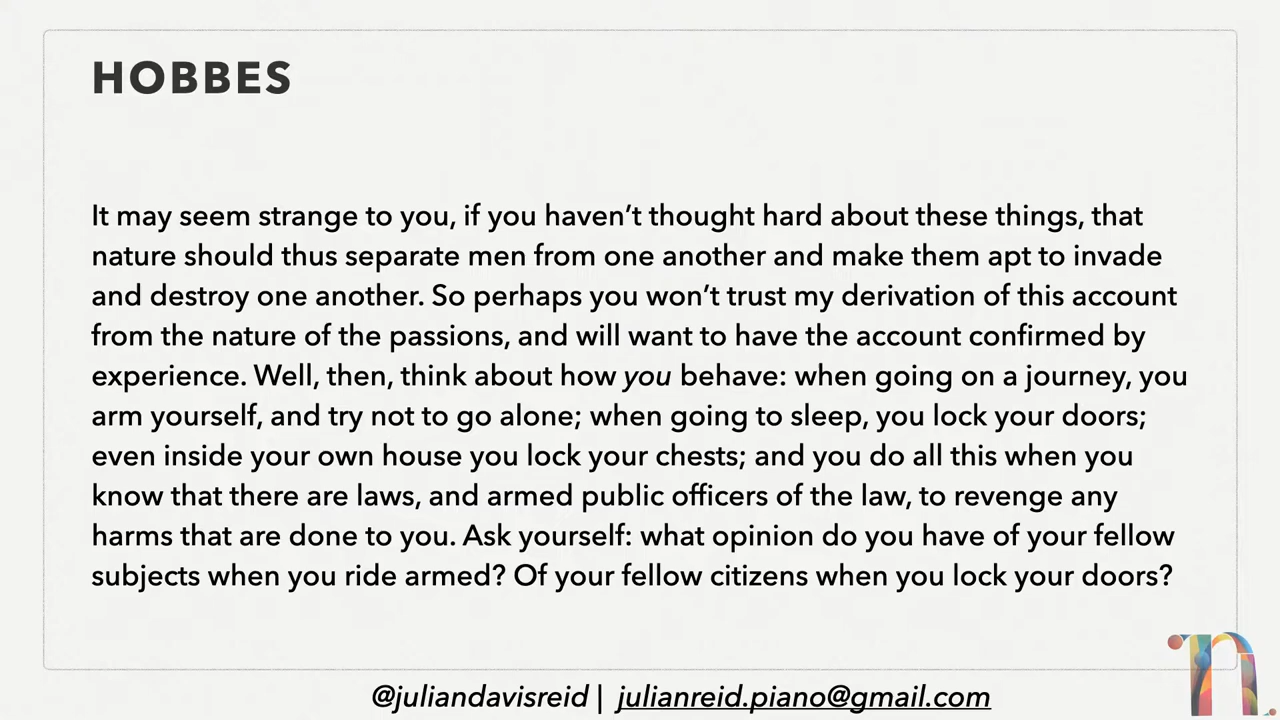 HOBBES
It may seem strange to you, if you haven’t thought hard about these things, that
nature should thus separate men from one another and make them apt to invade
and destroy one another. So perhaps you won’t trust my derivation of this account
from the nature of the passions, and will want to have the account confirmed by
experience. Well, then, think about how you behave: when going on a journey, you
arm yourself, and try not to go alone; when going to sleep, you lock your doors;
even inside your own house you lock your chests; and you do all this when you
know that there are laws, and armed public officers of the law, to revenge any
harms that are done to you. Ask yourself: what opinion do you have of your fellow
subjects when you ride armed? Of your fellow citizens when you lock your doors?
@juliandavisreid | julianreid.piano@gmail.com
n.